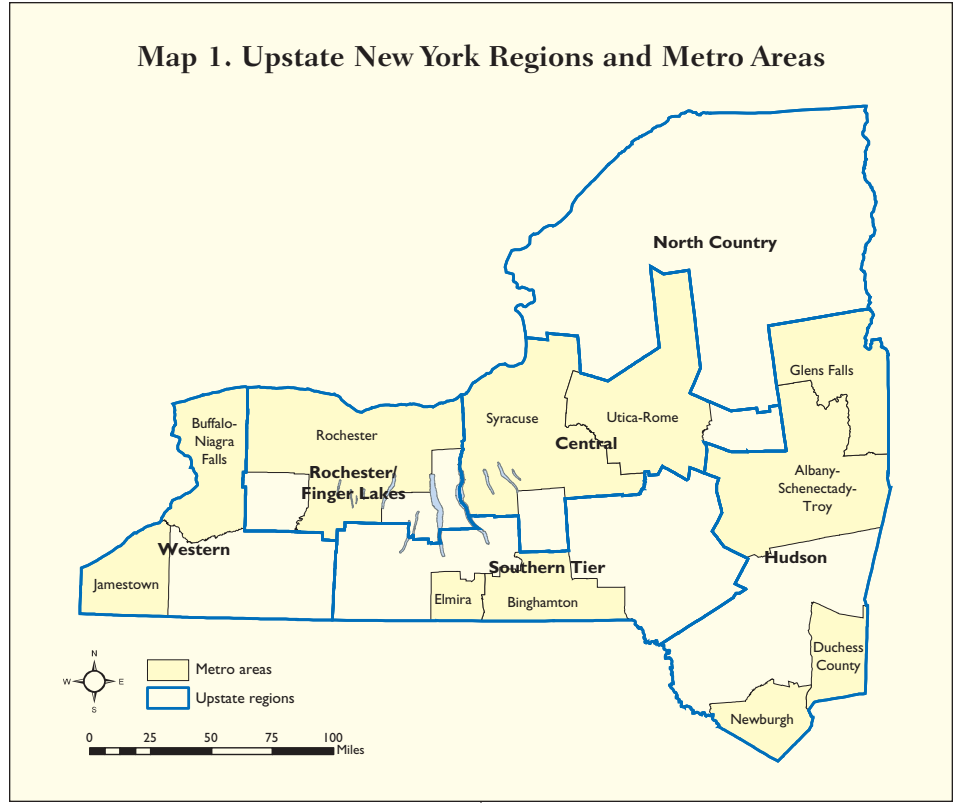 Map 1. Upstate New York Regions and Metro Areas
North Country
Glens Falls
Buffalo-
Niagra
Falls
Rochester
Syracuse
Utica-Rome
Central
Rochester/
Finger Lakes
Albany-
Schenectady-
Troy
Western
Hudson
Southern Tier
Jamestown
Elmira
Binghamton
Duchess
County
Newburgh
N
W
E
S
Metro areas
Upstate regions
0 25 50 75 100
Miles